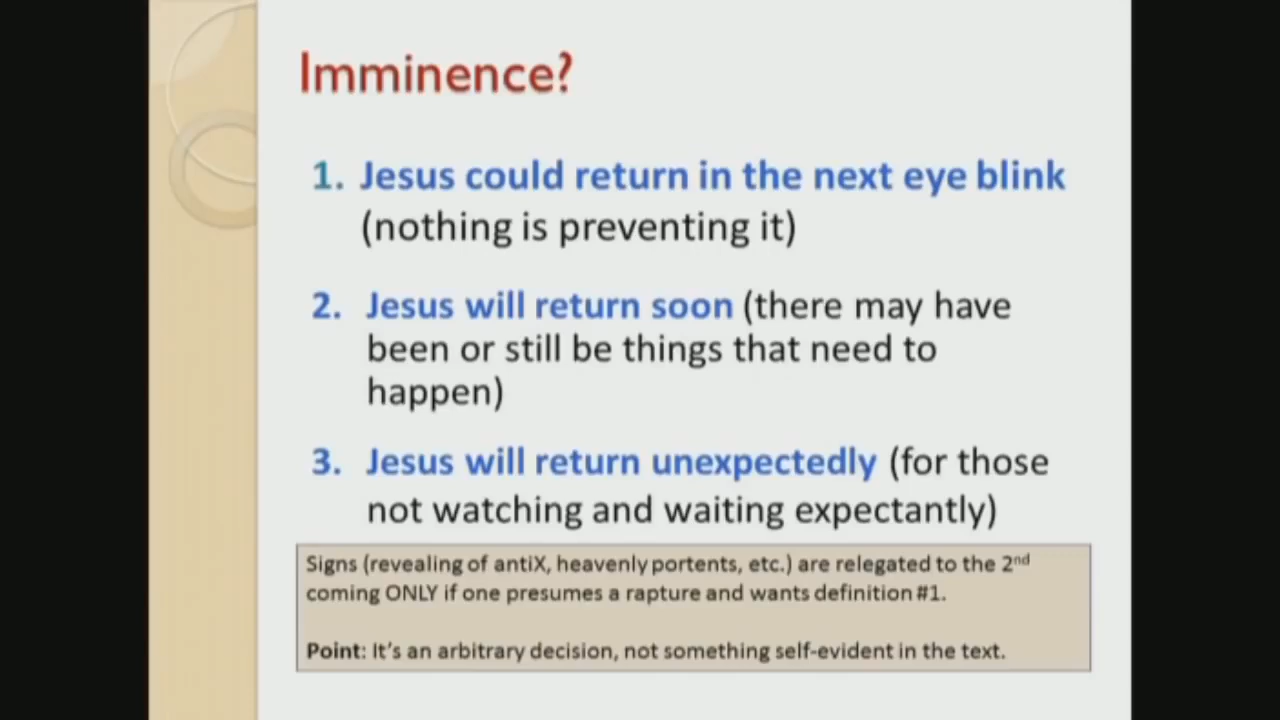 Imminence?
1. Jesus could return in the next eye blink
(nothing is preventing it)
2. Jesus will return soon (there may have
been or still be things that need to
happen)
3. Jesus will return unexpectedly (for those
not watching and waiting expectantly)
Signs (revealing of antiX, heavenly portents, etc.) are relegated to the 2nd
coming ONLY if one presumes a rapture and wants definition #1.
Point: It's an arbitrary decision, not something self-evident in the text.